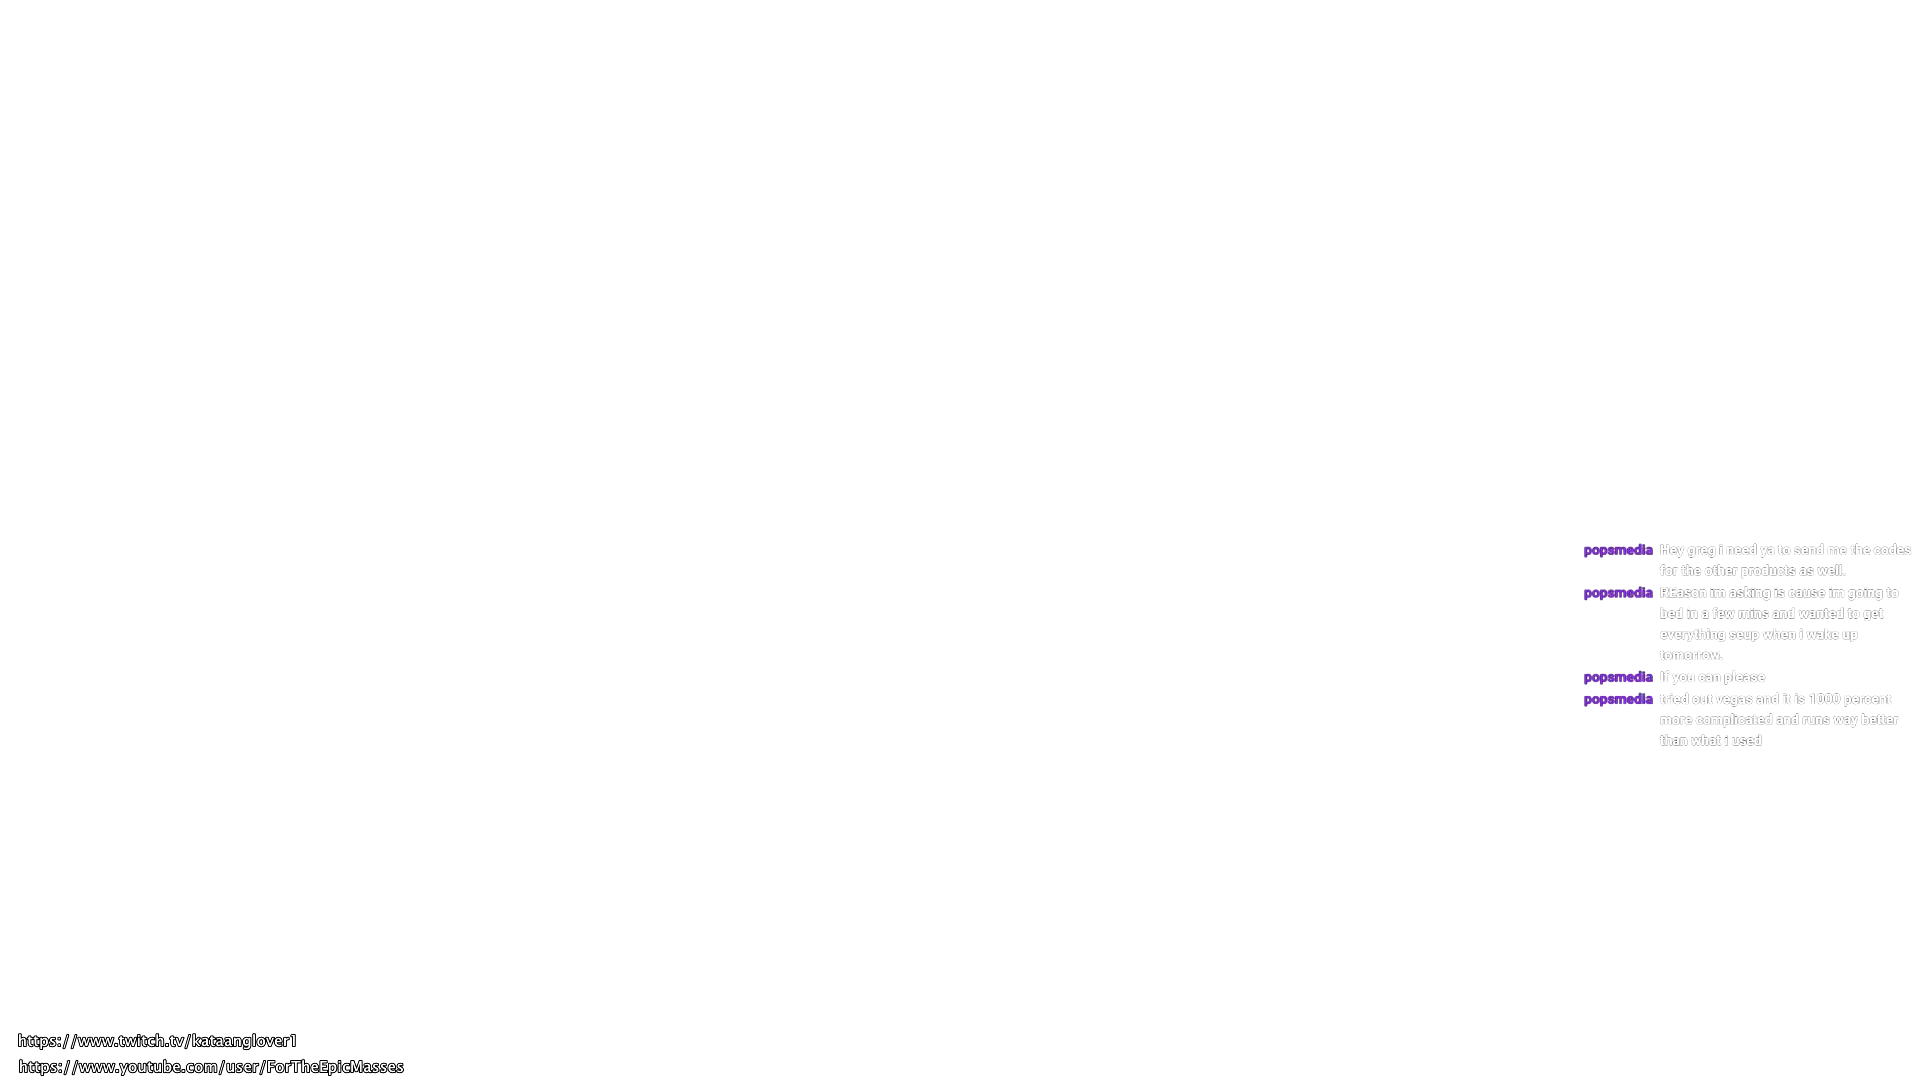 popsmedia Hey greg i need ya to send me the codes
for the other products as well.
popsmedia REason im asking is cause im going to
bed in a few mins and wanted to get
everything seup when i wake up
tomorrow.
popsmedia If you can please
popsmedia tried out vegas and it is 1000 percent
more complicated and runs way better
than what i used
https://www.twitch.tv/kataanglover1
https://www.youtube.com/user/ForTheEpicMasses